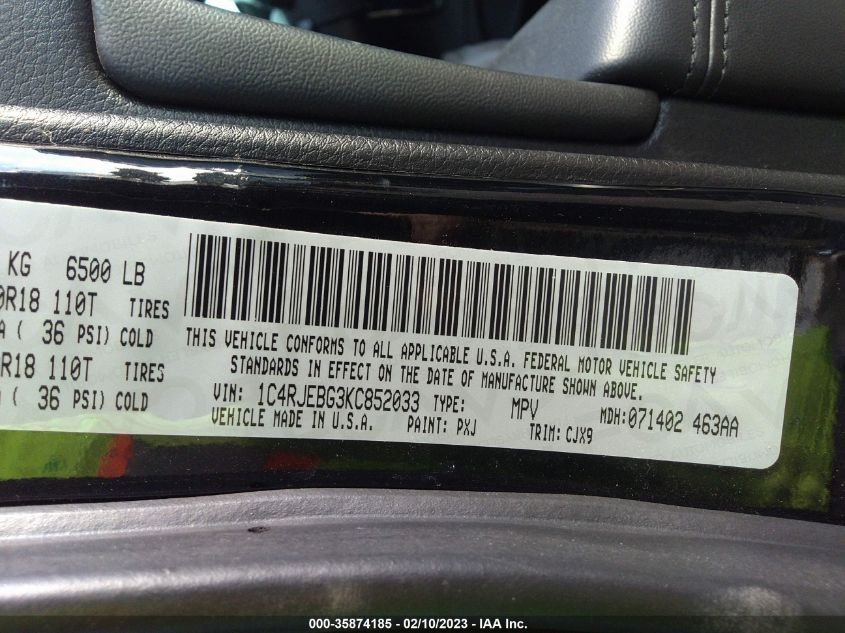 KG 6500 LB
0R18 110T TIRES
A ( 36 PSI) COLD
R18 110T TIRES
( 36 PSI) COLD
THIS VEHICLE CONFORMS TO ALL APPLICABLE U.S.A. FEDERAL MOTOR VEHICLE SAFETY
STANDARDS IN EFFECT ON THE DATE OF MANUFACTURE SHOWN ABOVE.
VIN: 1C4RJEBG3KC852033 TYPE: MPV MDH:071402 463AA
VEHICLE MADE IN U.S.A. PAINT: PXJ TRIM: CJX9
000-35874185 - 02/10/2023 - © IAA Inc.